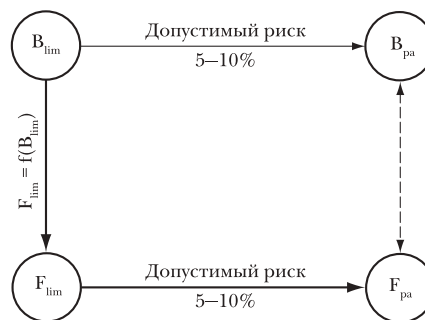 B_lim
Допустимый риск
5—10%
B_pa
F_lim = f(B_lim)
F_lim
Допустимый риск
5—10%
F_pa